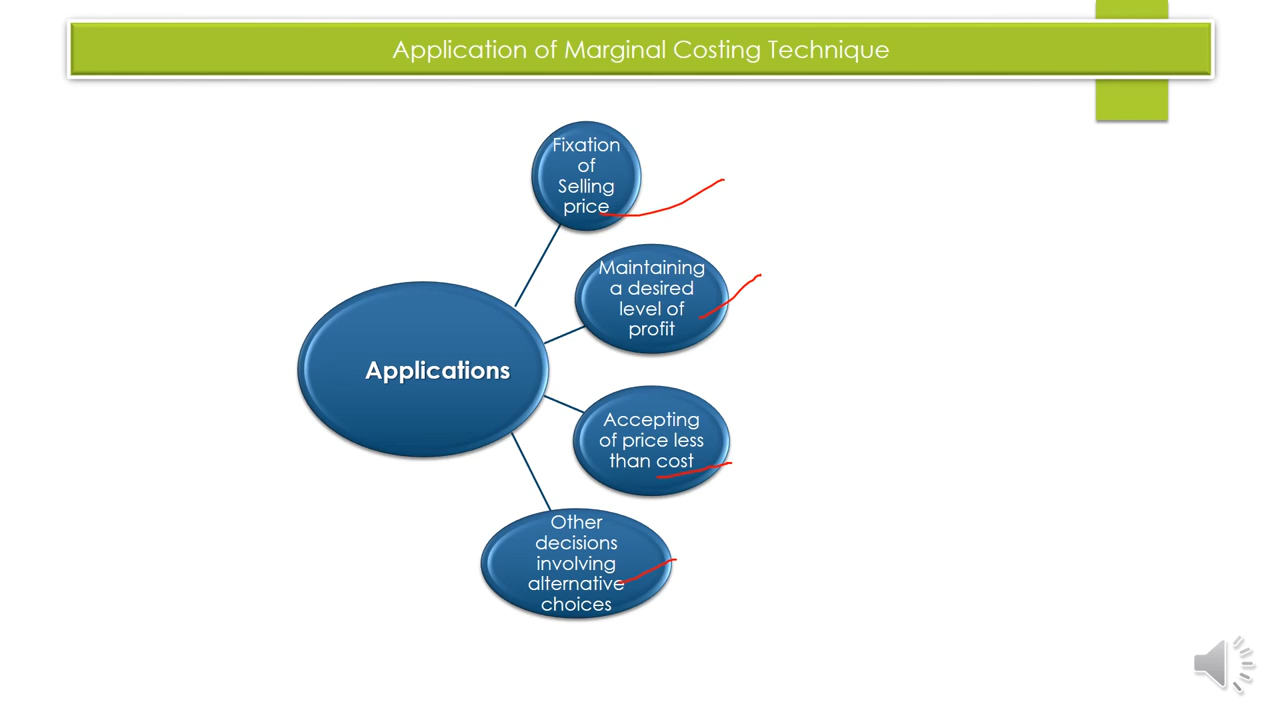 Application of Marginal Costing Technique
Fixation
of
Selling
price
Maintaining
a desired
level of
profit
Applications
Accepting
of price less
than cost
Other
decisions
involving
alternative
choices